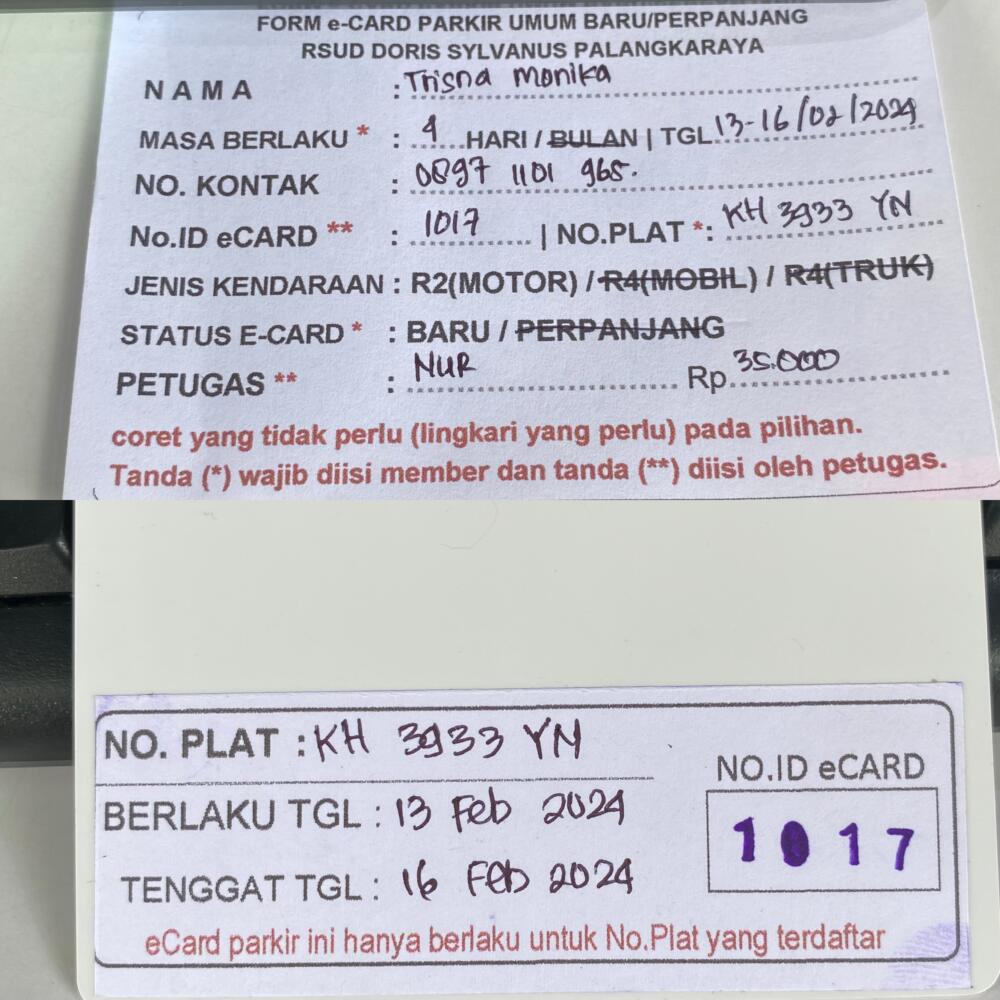 FORM e-CARD PARKIR UMUM BARU/PERPANJANG
RSUD DORIS SYLVANUS PALANGKARAYA
NAMA : Trisna Monika
MASA BERLAKU * : 4 HARI / BULAN | TGL 13-16/02/2024
NO. KONTAK : 0897 1101 965.
No.ID eCARD ** : 1017 | NO.PLAT *: KH 3933 YN
JENIS KENDARAAN : R2(MOTOR) / R4(MOBIL) / R4(TRUK)
STATUS E-CARD * : BARU / PERPANJANG
PETUGAS ** : NUR Rp 35.000
coret yang tidak perlu (lingkari yang perlu) pada pilihan.
Tanda (*) wajib diisi member dan tanda (**) diisi oleh petugas.
NO. PLAT : KH 3933 YN
BERLAKU TGL : 13 Feb 2024
TENGGAT TGL : 16 Feb 2024
NO.ID eCARD
1017
eCard parkir ini hanya berlaku untuk No.Plat yang terdaftar